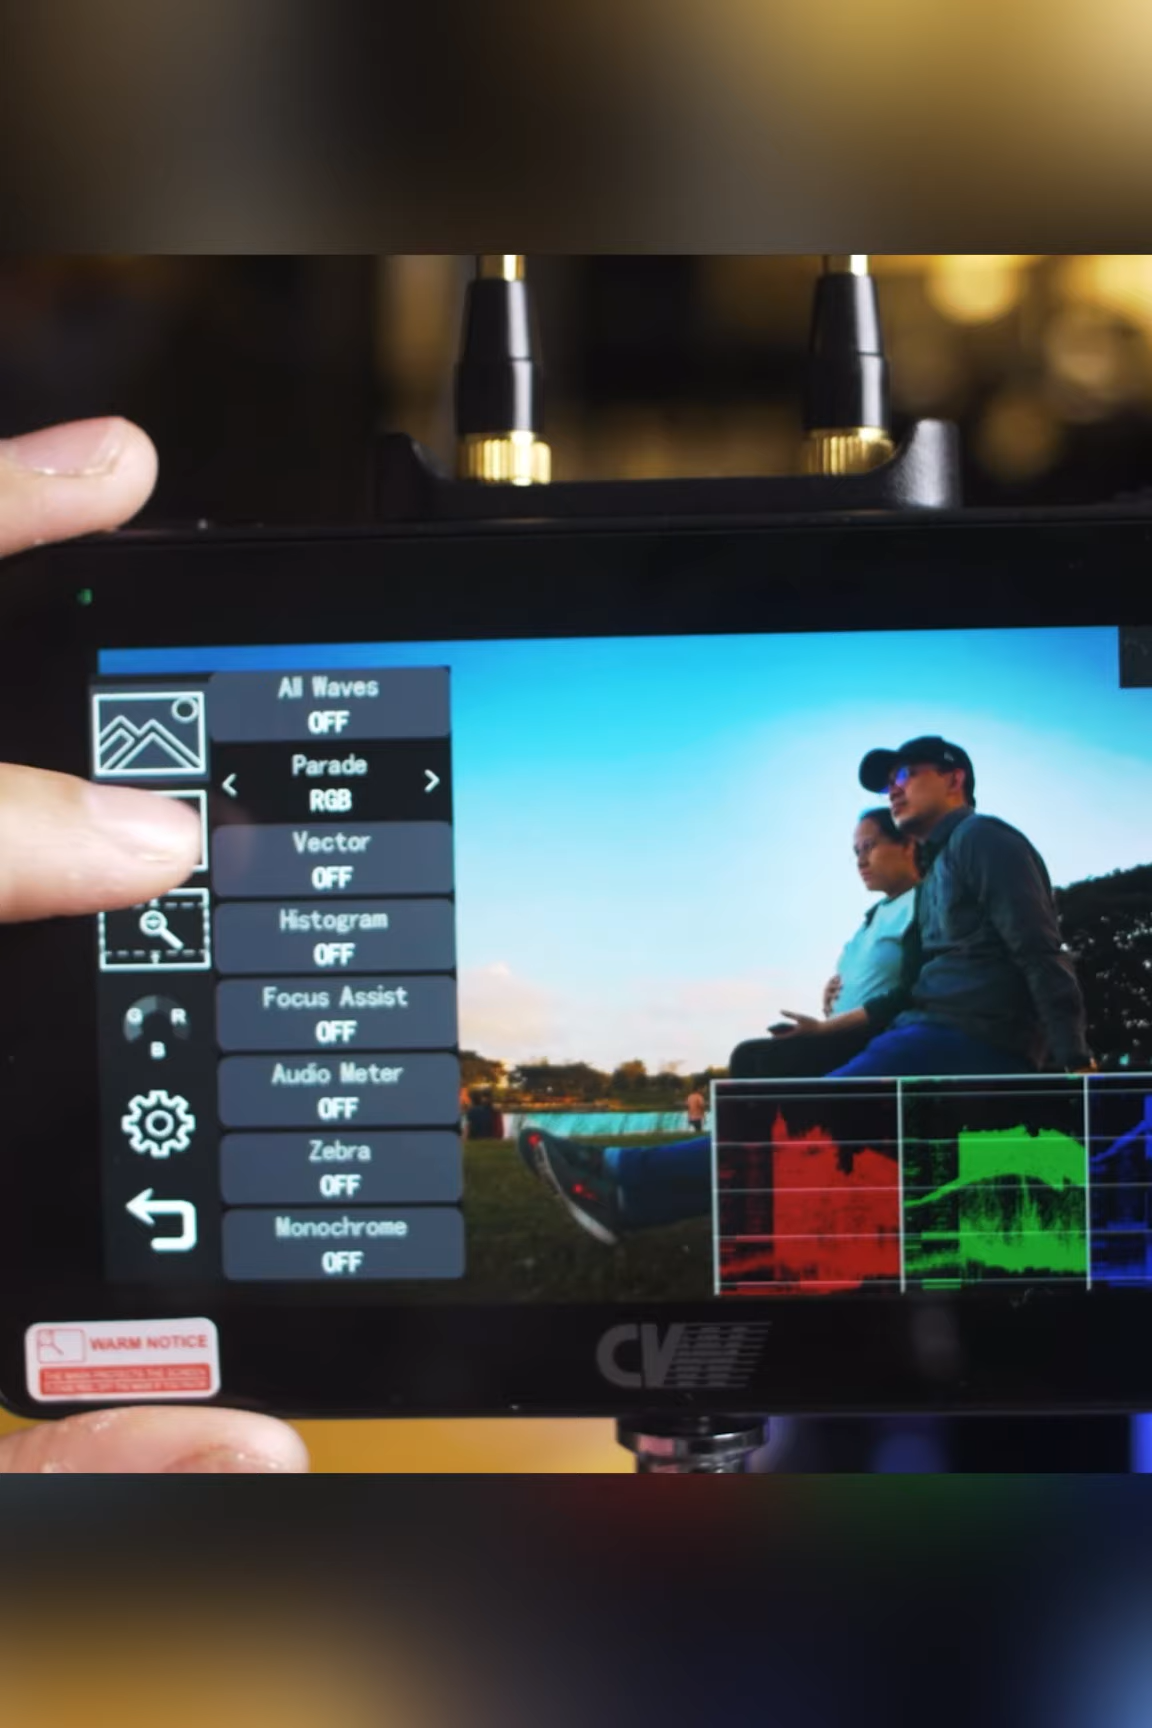 All Waves
OFF
Parade
< RGB >
Vector
OFF
Histogram
OFF
Focus Assist
OFF
Audio Meter
OFF
Zebra
OFF
Monochrome
OFF
G R
B
WARM NOTICE
CVW